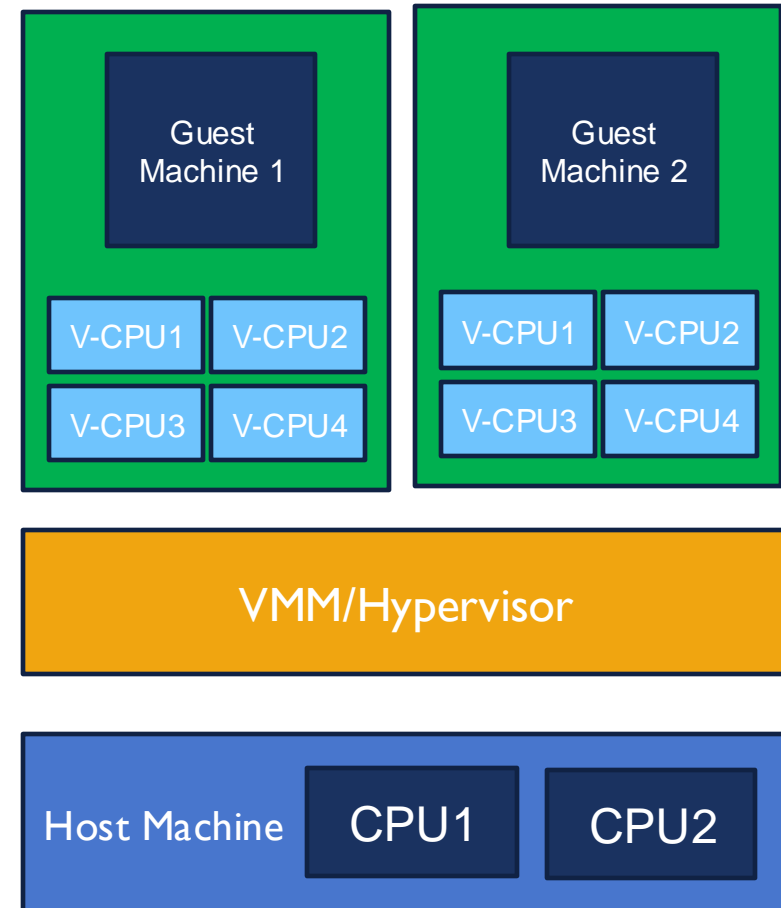 Guest
Machine 1
Guest
Machine 2
V-CPU1 V-CPU2
V-CPU3 V-CPU4
V-CPU1 V-CPU2
V-CPU3 V-CPU4
VMM/Hypervisor
Host Machine CPU1 CPU2